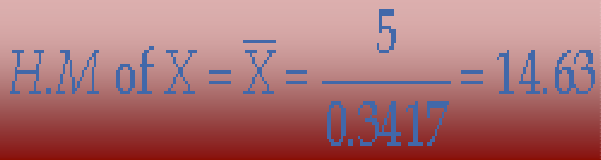 H.M of X = X̅ = 5/0.3417 = 14.63